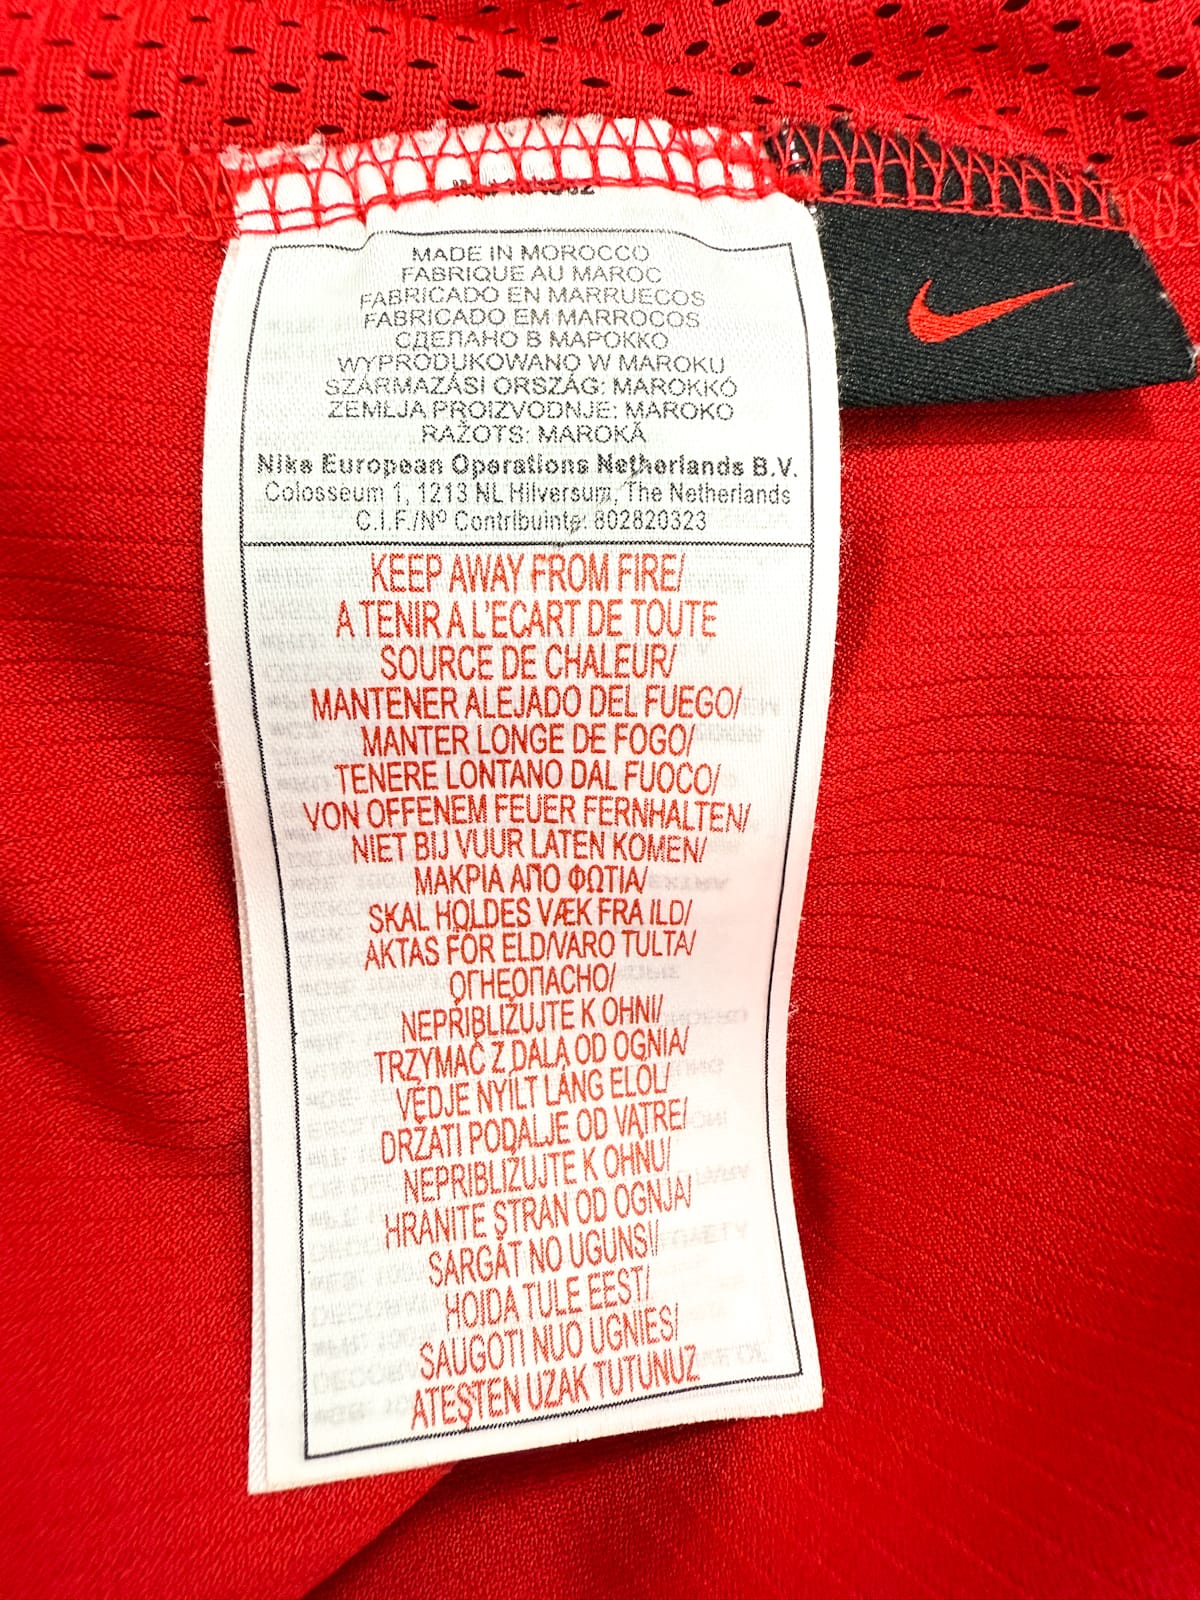 MADE IN MOROCCO
FABRIQUE AU MAROC
FABRICADO EN MARRUECOS
FABRICADO EM MARROCOS
СДЕЛАНО В МАРОККО
WYPRODUKOWANO W MAROKU
SZÁRMAZÁSI ORSZÁG: MAROKKÓ
ZEMLJA PROIZVODNJE: MAROKO
RAŽOTS: MAROKĀ
Nike European Operations Netherlands B.V.
Colosseum 1, 1213 NL Hilversum, The Netherlands
C.I.F./Nº Contribuinte: 802820323
KEEP AWAY FROM FIRE/
A TENIR A L'ECART DE TOUTE
SOURCE DE CHALEUR/
MANTENER ALEJADO DEL FUEGO/
MANTER LONGE DE FOGO/
TENERE LONTANO DAL FUOCO/
VON OFFENEM FEUER FERNHALTEN/
NIET BIJ VUUR LATEN KOMEN/
ΜΑΚΡΙΑ ΑΠΟ ΦΩΤΙΑ/
SKAL HOLDES VÆK FRA ILD/
AKTAS FÖR ELD/VARO TULTA/
ОГНЕОПАСНО/
NEPŘIBLIŽUJTE K OHNI/
TRZYMAĆ Z DALA OD OGNIA/
VÉDJE NYÍLT LÁNG ELŐL/
DRŽATI PODALJE OD VATRE/
NEPRIBLIŽUJTE K OHŇU/
HRANITE STRAN OD OGNJA/
SARGĀT NO UGUNS!/
HOIDA TULE EEST/
SAUGOTI NUO UGNIES/
ATEŞTEN UZAK TUTUNUZ